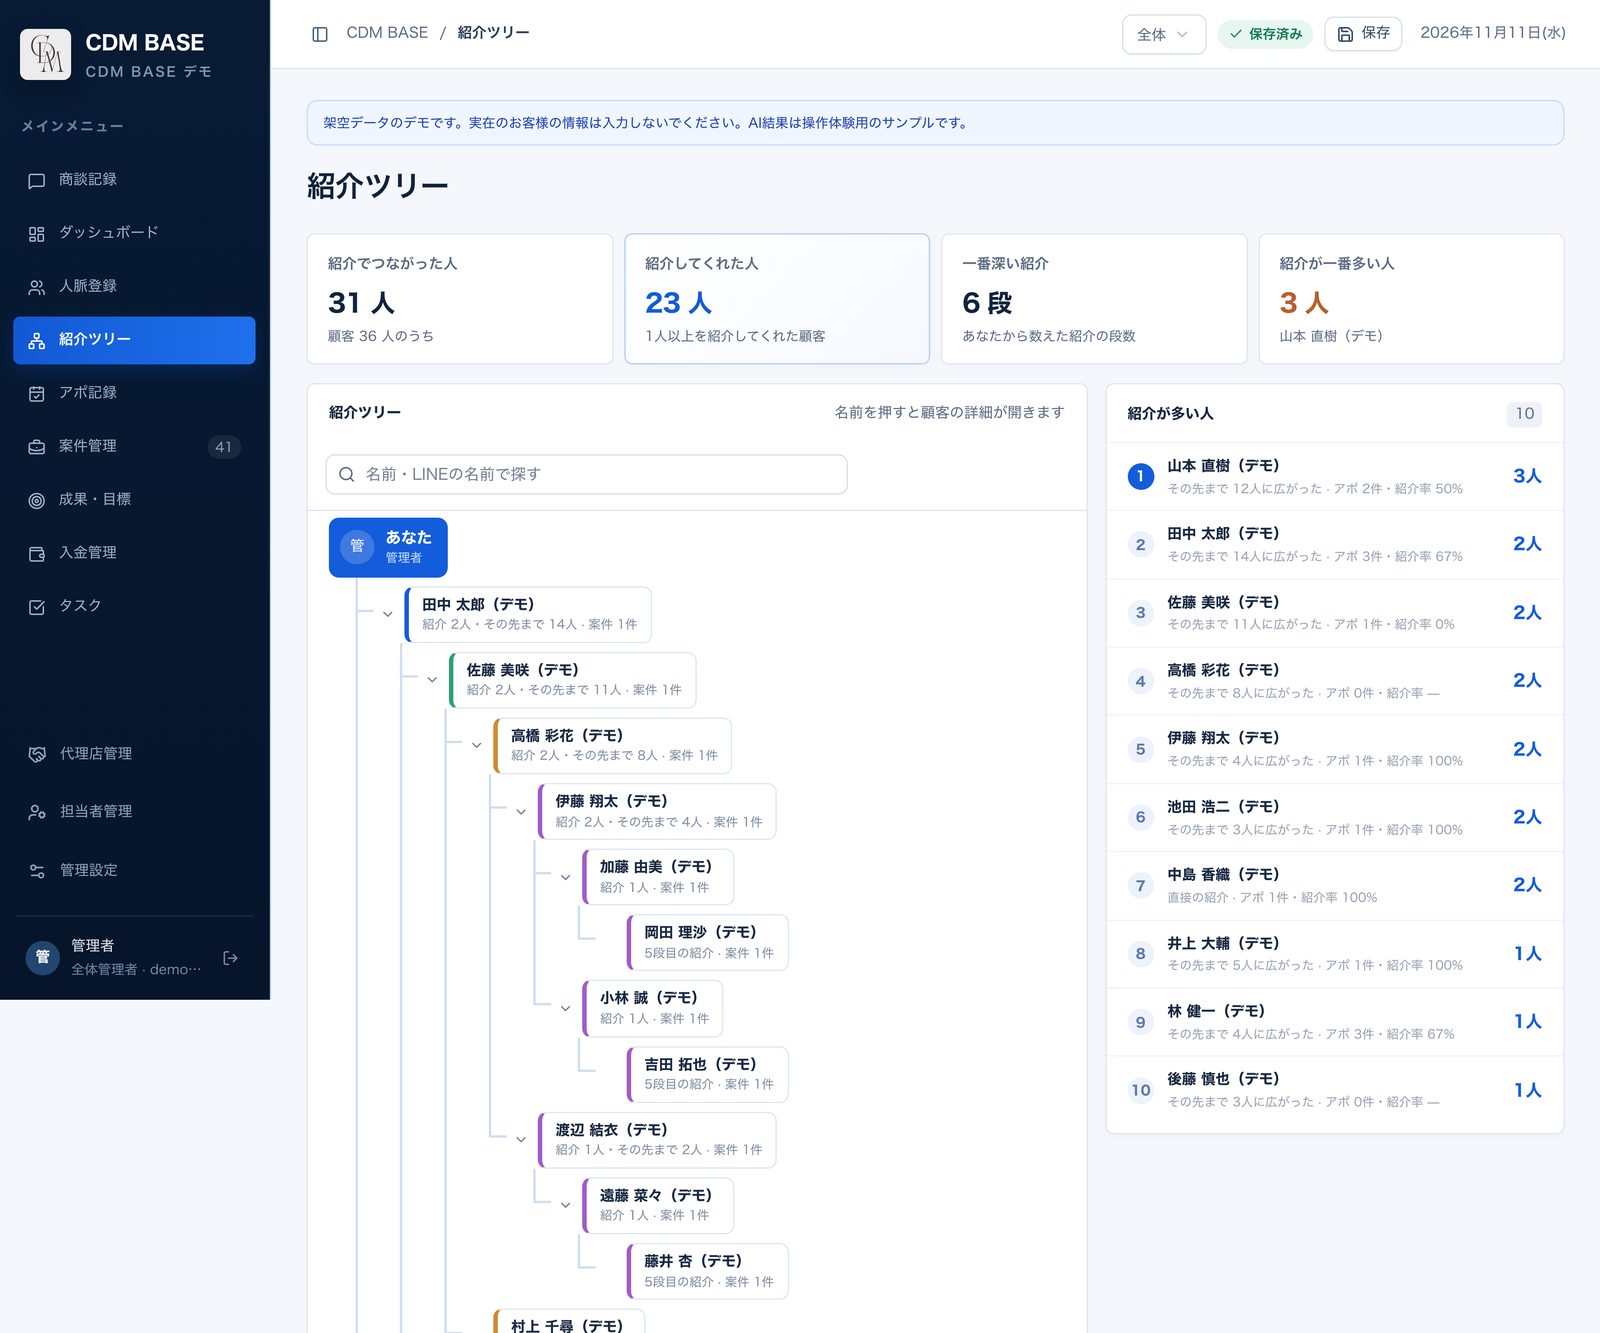 CDM BASE
CDM BASE デモ
メインメニュー
商談記録
ダッシュボード
人脈登録
紹介ツリー
アポ記録
案件管理 41
成果・目標
入金管理
タスク
代理店管理
担当者管理
管理設定
管 管理者
全体管理者 · demo…
CDM BASE / 紹介ツリー
全体
保存済み
保存
2026年11月11日(水)
架空データのデモです。実在のお客様の情報は入力しないでください。AI結果は操作体験用のサンプルです。
紹介ツリー
紹介でつながった人
31 人
顧客 36 人のうち
紹介してくれた人
23 人
1人以上を紹介してくれた顧客
一番深い紹介
6 段
あなたから数えた紹介の段数
紹介が一番多い人
3 人
山本 直樹（デモ）
紹介ツリー
名前を押すと顧客の詳細が開きます
名前・LINEの名前で探す
管 あなた
管理者
田中 太郎（デモ）
紹介 2人・その先まで 14人 · 案件 1件
佐藤 美咲（デモ）
紹介 2人・その先まで 11人 · 案件 1件
高橋 彩花（デモ）
紹介 2人・その先まで 8人 · 案件 1件
伊藤 翔太（デモ）
紹介 2人・その先まで 4人 · 案件 1件
加藤 由美（デモ）
紹介 1人 · 案件 1件
岡田 理沙（デモ）
5段目の紹介 · 案件 1件
小林 誠（デモ）
紹介 1人 · 案件 1件
吉田 拓也（デモ）
5段目の紹介 · 案件 1件
渡辺 結衣（デモ）
紹介 1人・その先まで 2人 · 案件 1件
遠藤 菜々（デモ）
紹介 1人 · 案件 1件
藤井 杏（デモ）
5段目の紹介 · 案件 1件
村上 千尋（デモ）
紹介が多い人 10
1 山本 直樹（デモ） 3人
その先まで 12人に広がった · アポ 2件・紹介率 50%
2 田中 太郎（デモ） 2人
その先まで 14人に広がった · アポ 3件・紹介率 67%
3 佐藤 美咲（デモ） 2人
その先まで 11人に広がった · アポ 1件・紹介率 0%
4 高橋 彩花（デモ） 2人
その先まで 8人に広がった · アポ 0件・紹介率 —
5 伊藤 翔太（デモ） 2人
その先まで 4人に広がった · アポ 1件・紹介率 100%
6 池田 浩二（デモ） 2人
その先まで 3人に広がった · アポ 1件・紹介率 100%
7 中島 香織（デモ） 2人
直接の紹介 · アポ 1件・紹介率 100%
8 井上 大輔（デモ） 1人
その先まで 5人に広がった · アポ 1件・紹介率 100%
9 林 健一（デモ） 1人
その先まで 4人に広がった · アポ 3件・紹介率 67%
10 後藤 慎也（デモ） 1人
その先まで 3人に広がった · アポ 0件・紹介率 —